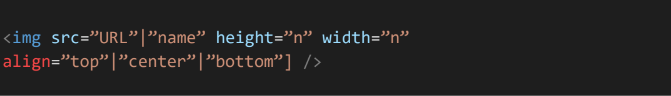 <img src=”URL”|”name” height=”n” width=”n”
align=”top”|”center”|”bottom”] />